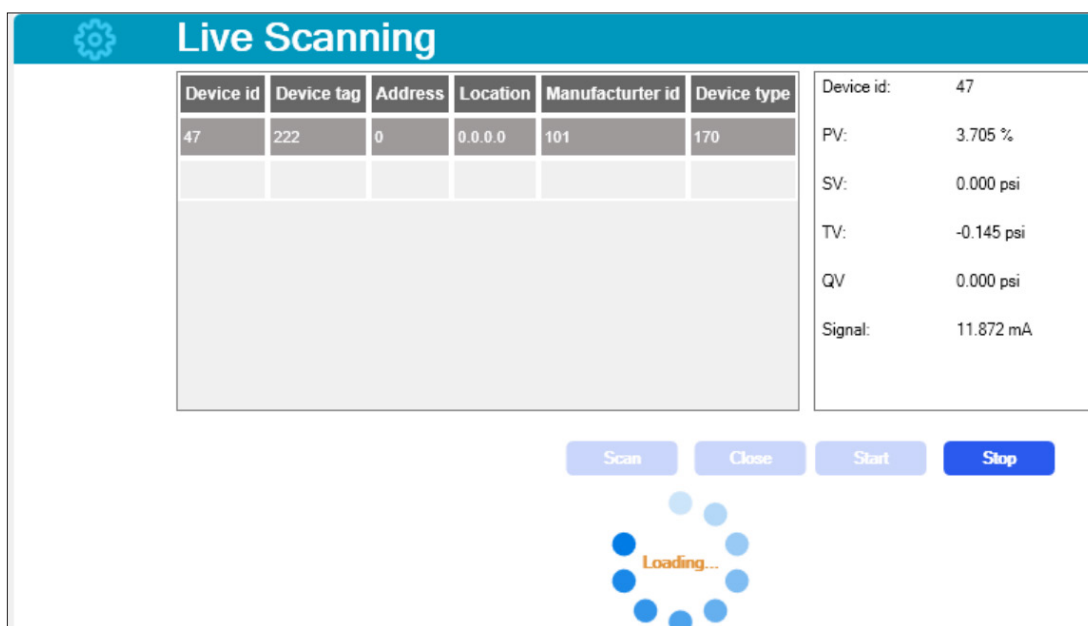 Live Scanning
Device id Device tag Address Location Manufacturter id Device type
47 222 0 0.0.0.0 101 170
Device id: 47
PV: 3.705 %
SV: 0.000 psi
TV: -0.145 psi
QV 0.000 psi
Signal: 11.872 mA
Scan Close Start Stop
Loading...